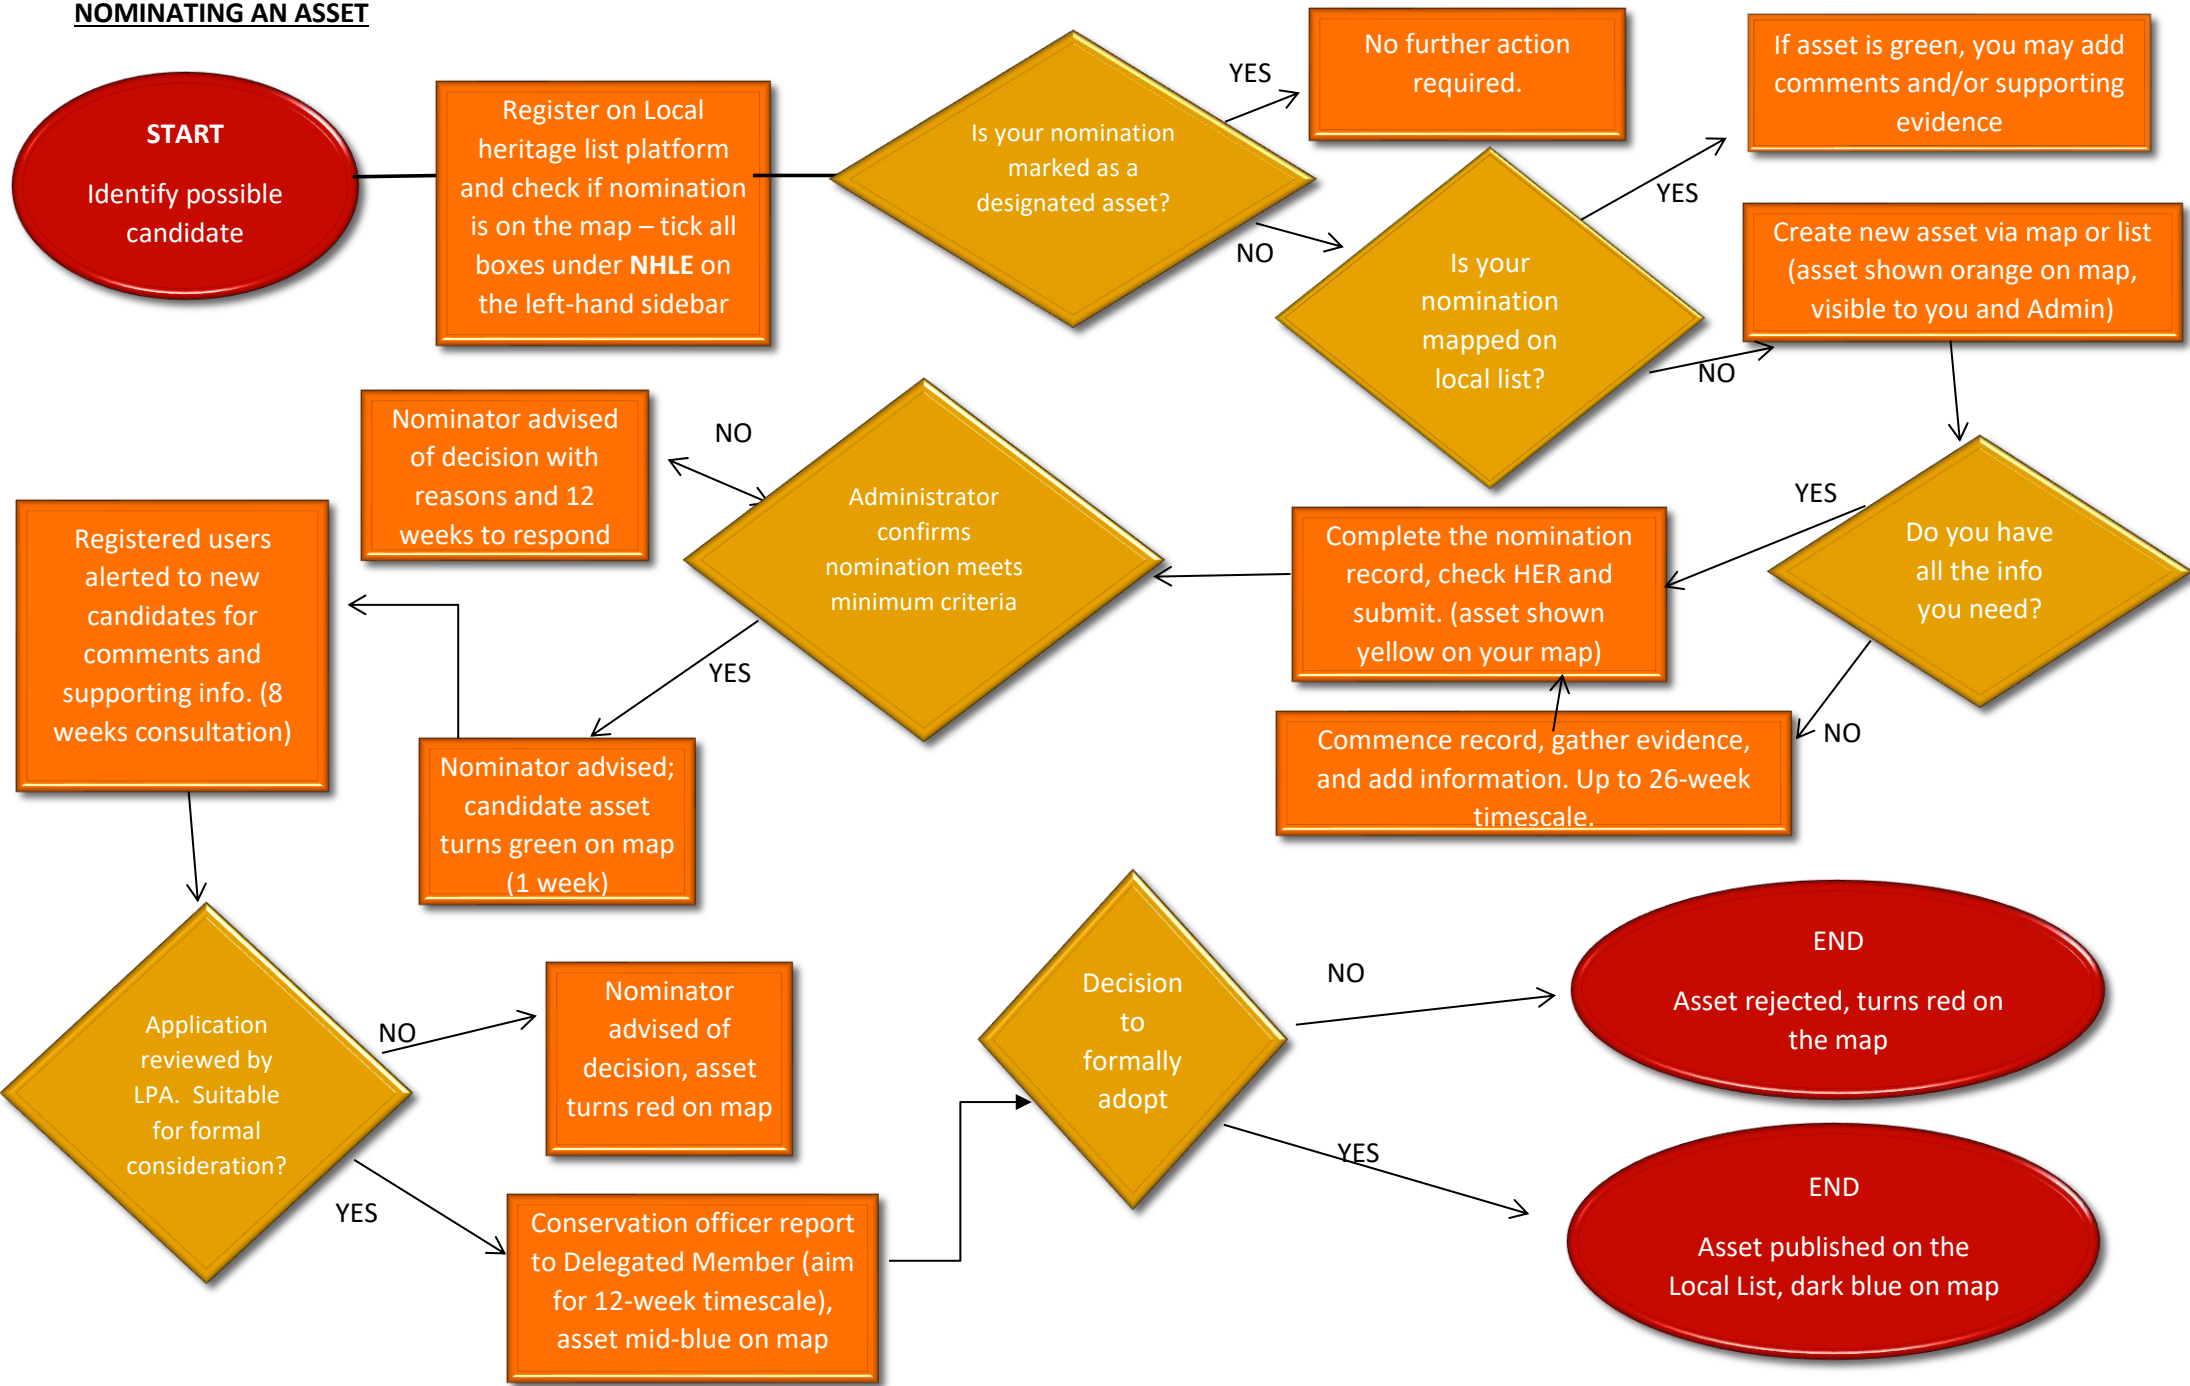 NOMINATING AN ASSET
START
Identify possible
candidate
Register on Local
heritage list platform
and check if nomination
is on the map – tick all
boxes under NHLE on
the left-hand sidebar
Is your nomination
marked as a
designated asset?
YES
No further action
required.
NO
Is your
nomination
mapped on
local list?
YES
If asset is green, you may add
comments and/or supporting
evidence
NO
Create new asset via map or list
(asset shown orange on map,
visible to you and Admin)
Do you have
all the info
you need?
YES
Complete the nomination
record, check HER and
submit. (asset shown
yellow on your map)
NO
Commence record, gather evidence,
and add information. Up to 26-week
timescale.
Administrator
confirms
nomination meets
minimum criteria
NO
Nominator advised
of decision with
reasons and 12
weeks to respond
YES
Nominator advised;
candidate asset
turns green on map
(1 week)
Registered users
alerted to new
candidates for
comments and
supporting info. (8
weeks consultation)
Application
reviewed by
LPA.  Suitable
for formal
consideration?
NO
Nominator
advised of
decision, asset
turns red on map
YES
Conservation officer report
to Delegated Member (aim
for 12-week timescale),
asset mid-blue on map
Decision
to
formally
adopt
NO
END
Asset rejected, turns red on
the map
YES
END
Asset published on the
Local List, dark blue on map